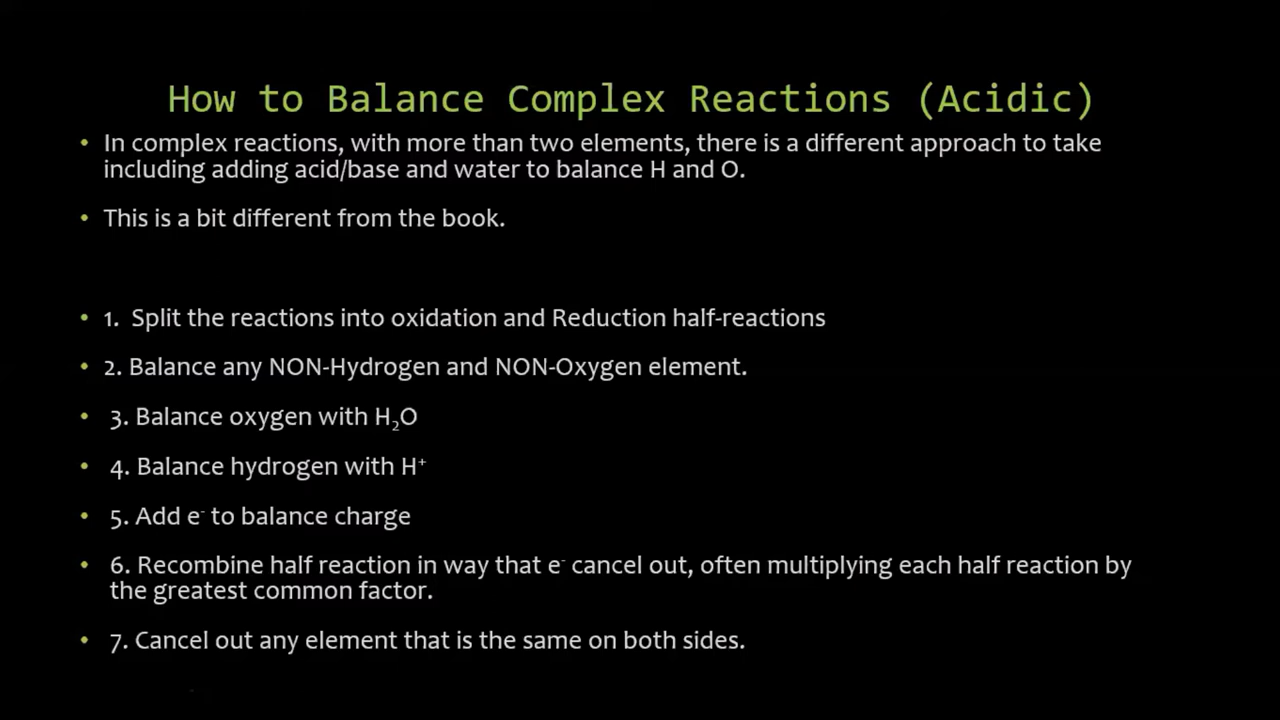 How to Balance Complex Reactions (Acidic)
• In complex reactions, with more than two elements, there is a different approach to take
including adding acid/base and water to balance H and O.
• This is a bit different from the book.
• 1. Split the reactions into oxidation and Reduction half-reactions
• 2. Balance any NON-Hydrogen and NON-Oxygen element.
• 3. Balance oxygen with H₂O
• 4. Balance hydrogen with H⁺
• 5. Add e⁻ to balance charge
• 6. Recombine half reaction in way that e⁻ cancel out, often multiplying each half reaction by
the greatest common factor.
• 7. Cancel out any element that is the same on both sides.